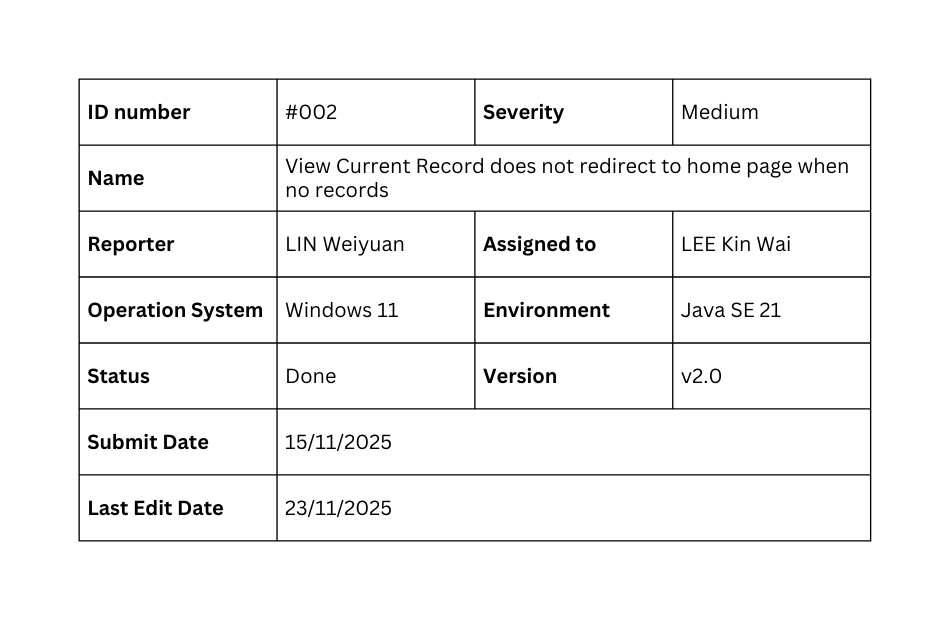 ID number #002 Severity Medium
Name View Current Record does not redirect to home page when
no records
Reporter LIN Weiyuan Assigned to LEE Kin Wai
Operation System Windows 11 Environment Java SE 21
Status Done Version v2.0
Submit Date 15/11/2025
Last Edit Date 23/11/2025